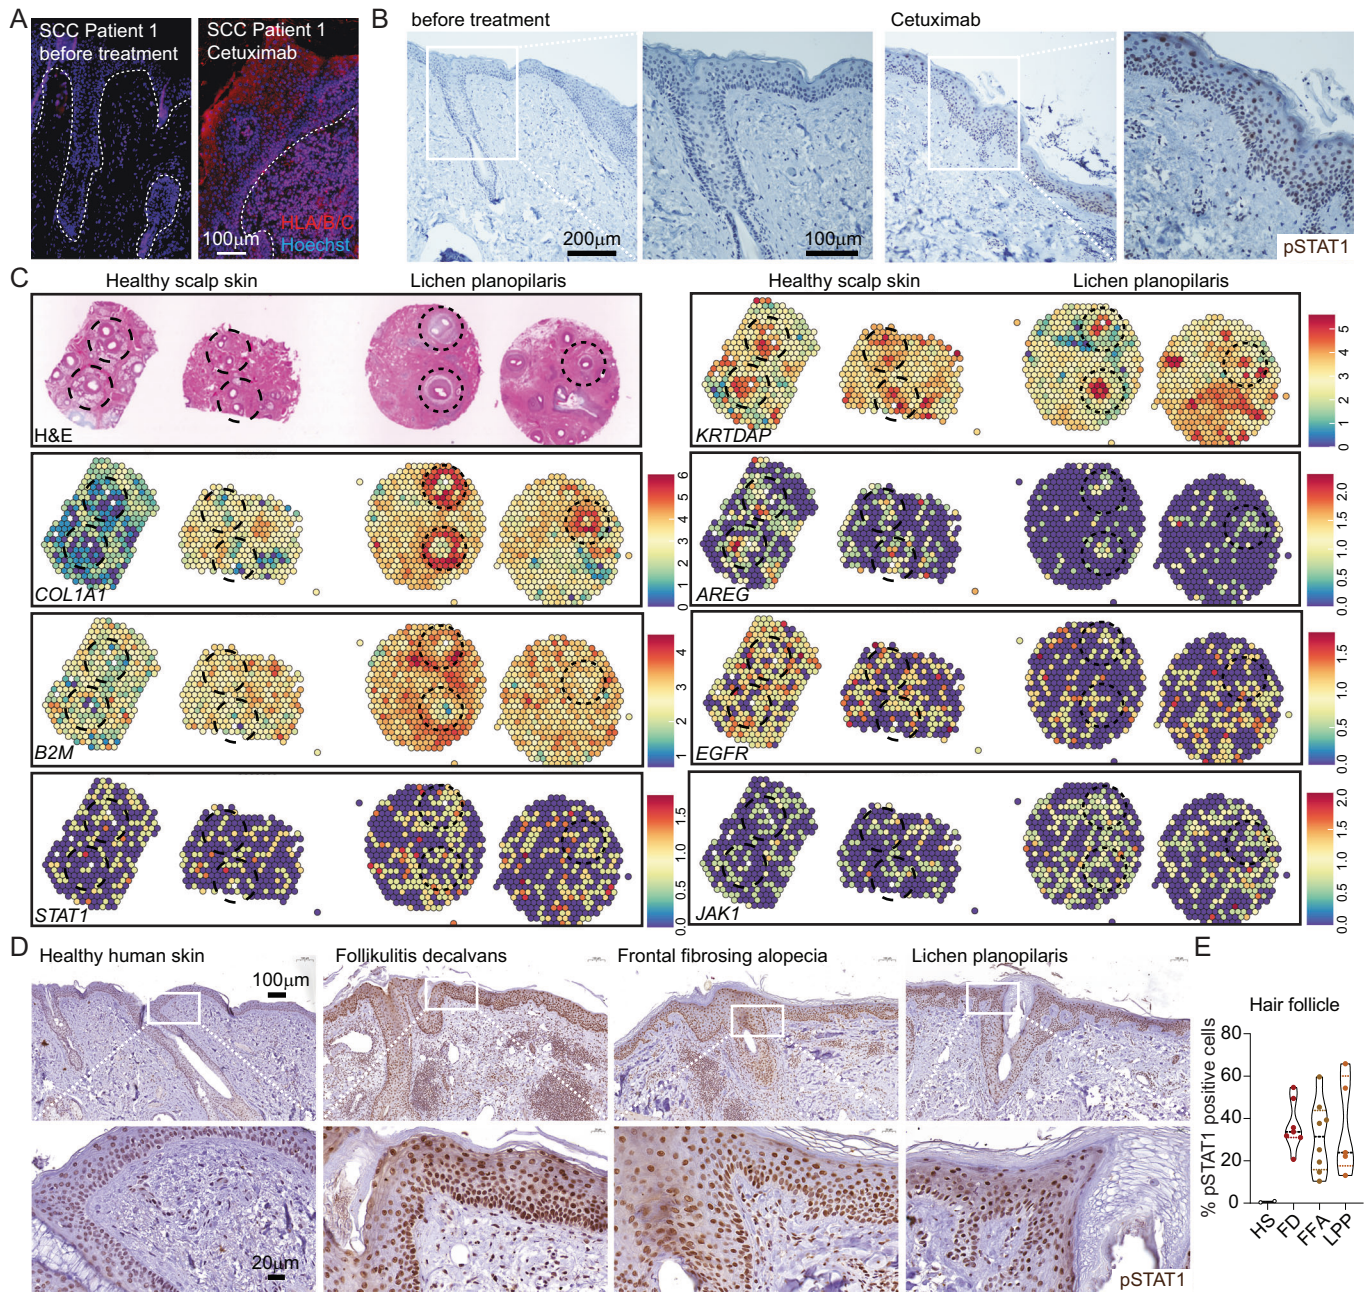 A
SCC Patient 1
before treatment
SCC Patient 1
Cetuximab
HLA/B/C
Hoechst
100μm
B
before treatment
Cetuximab
200μm
100μm
pSTAT1
C
Healthy scalp skin
Lichen planopilaris
Healthy scalp skin
Lichen planopilaris
H&E
KRTDAP
0 1 2 3 4 5
COL1A1
0 1 2 3 4 5 6
AREG
0.0 0.5 1.0 1.5 2.0
B2M
1 2 3 4
EGFR
0.0 0.5 1.0 1.5
STAT1
0.0 0.5 1.0 1.5
JAK1
0.0 0.5 1.0 1.5 2.0
D
Healthy human skin
Follikulitis decalvans
Frontal fibrosing alopecia
Lichen planopilaris
100μm
20μm
pSTAT1
E
Hair follicle
% pSTAT1 positive cells
80
60
40
20
0
HS
FD
FFA
LPP